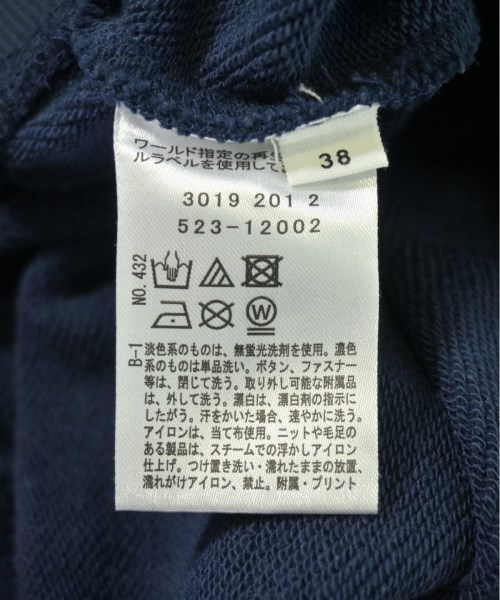 ワールド指定の再生
ルラベルを使用して
38
3019 201 2
523-12002
NO.432
W
B-1
淡色系のものは、無蛍光洗剤を使用。濃色
系のものは単品洗い。ボタン、ファスナー
等は、閉じて洗う。取り外し可能な附属品
は、外して洗う。漂白は、漂白剤の指示に
したがう。汗をかいた場合、速やかに洗う。
アイロンは、当て布使用。ニットや毛足の
ある製品は、スチームでの浮かしアイロン
仕上げ。つけ置き洗い・濡れたままの放置、
濡れがけアイロン、禁止。附属・プリント